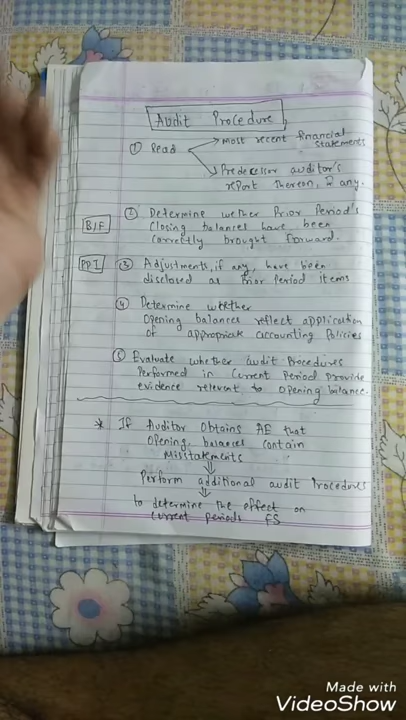 Audit Procedure
① Read → most recent financial
statements
→ Predecessor auditor's
report thereon, if any.
B/F
② Determine wether Prior Period's
closing balances have been
correctly brought forward.
PPI
③ Adjustments, if any, have been
disclosed as Prior Period items
④ Determine whether
opening balances reflect application
of appropriate accounting Policies
⑤ Evaluate whether audit Procedures
Performed in Current Period Provide
evidence relevent to opening balance.
* If Auditor Obtains AE that
Opening balances contain
Misstatements
⇓
Perform additional audit Procedures
⇓
to determine the effect on
current periods FS
Made with
VideoShow